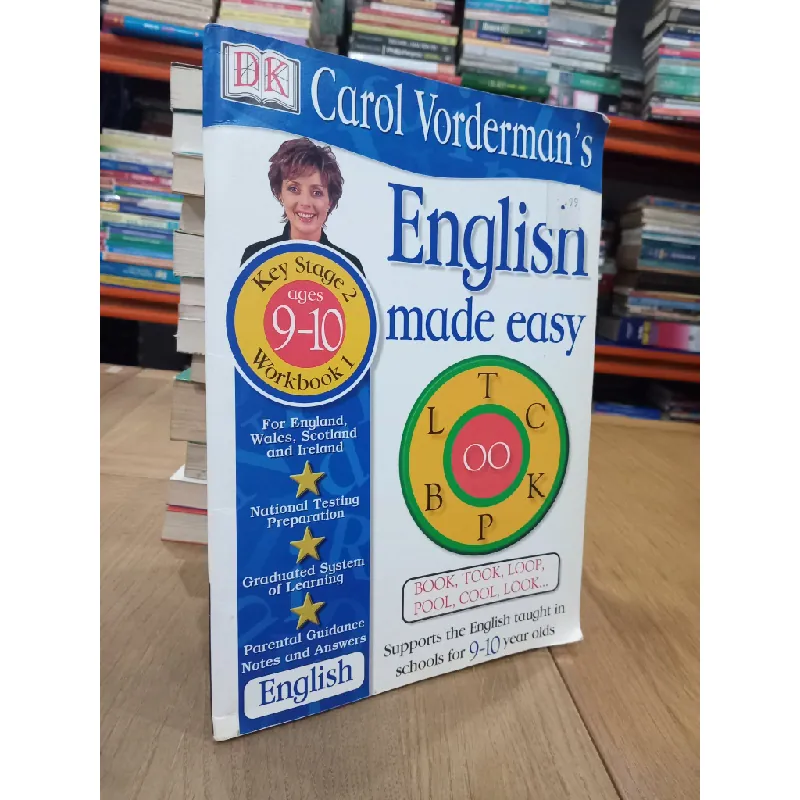 DK
Carol Vorderman's
English
made easy
Key Stage 2
ages
9-10
Workbook 1
For England,
Wales, Scotland
and Ireland
National Testing
Preparation
Graduated System
of Learning
Parental Guidance
Notes and Answers
English
T
L C
OO
B K
P
BOOK, TOOK, LOOP,
POOL, COOL, LOOK...
Supports the English taught in
schools for 9-10 year olds